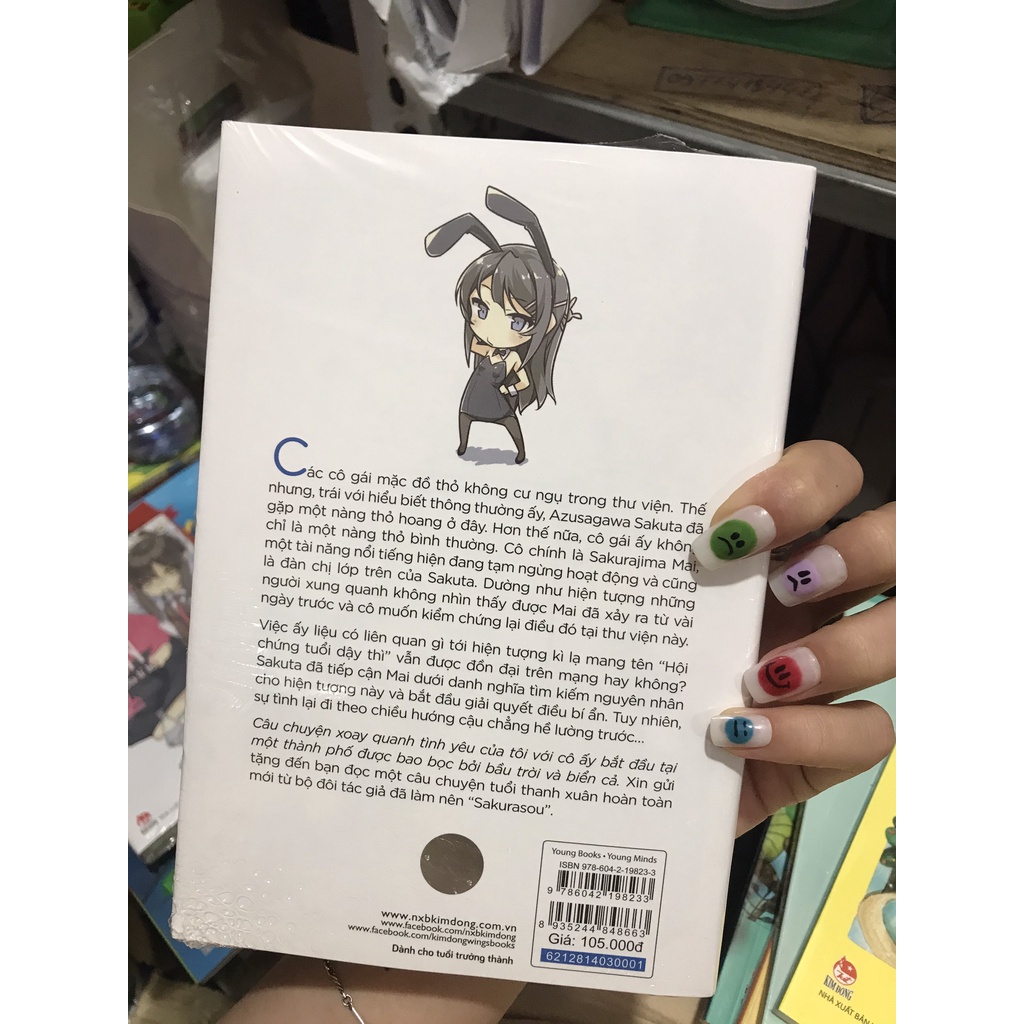 Các cô gái mặc đồ thỏ không cư ngụ trong thư viện. Thế
nhưng, trái với hiểu biết thông thường ấy, Azusagawa Sakuta đã
gặp một nàng thỏ hoang ở đây. Hơn thế nữa, cô gái ấy không
chỉ là một nàng thỏ bình thường. Cô chính là Sakurajima Mai,
một tài năng nổi tiếng hiện đang tạm ngừng hoạt động và cũng
là đàn chị lớp trên của Sakuta. Dường như hiện tượng những
người xung quanh không nhìn thấy được Mai đã xảy ra từ vài
ngày trước và cô muốn kiểm chứng lại điều đó tại thư viện này.
Việc ấy liệu có liên quan gì tới hiện tượng kì lạ mang tên “Hội
chứng tuổi dậy thì” vẫn được đồn đại trên mạng hay không?
Sakuta đã tiếp cận Mai dưới danh nghĩa tìm kiếm nguyên nhân
cho hiện tượng này và bắt đầu giải quyết điều bí ẩn. Tuy nhiên,
sự tình lại đi theo chiều hướng cậu chẳng hề lường trước...
Câu chuyện xoay quanh tình yêu của tôi với cô ấy bắt đầu tại
một thành phố được bao bọc bởi bầu trời và biển cả. Xin gửi
tặng đến bạn đọc một câu chuyện tuổi thanh xuân hoàn toàn
mới từ bộ đôi tác giả đã làm nên “Sakurasou”.
www.nxbkimdong.com.vn
www.facebook.com/nxbkimdong
www.facebook.com/kimdongwingsbooks
Dành cho tuổi trưởng thành
Young Books • Young Minds
ISBN 978-604-2-19823-3
9 786042 198233
8 935244 848663
Giá: 105.000đ
6212814030001
KIM ĐỒNG
NHÀ XUẤT BẢN